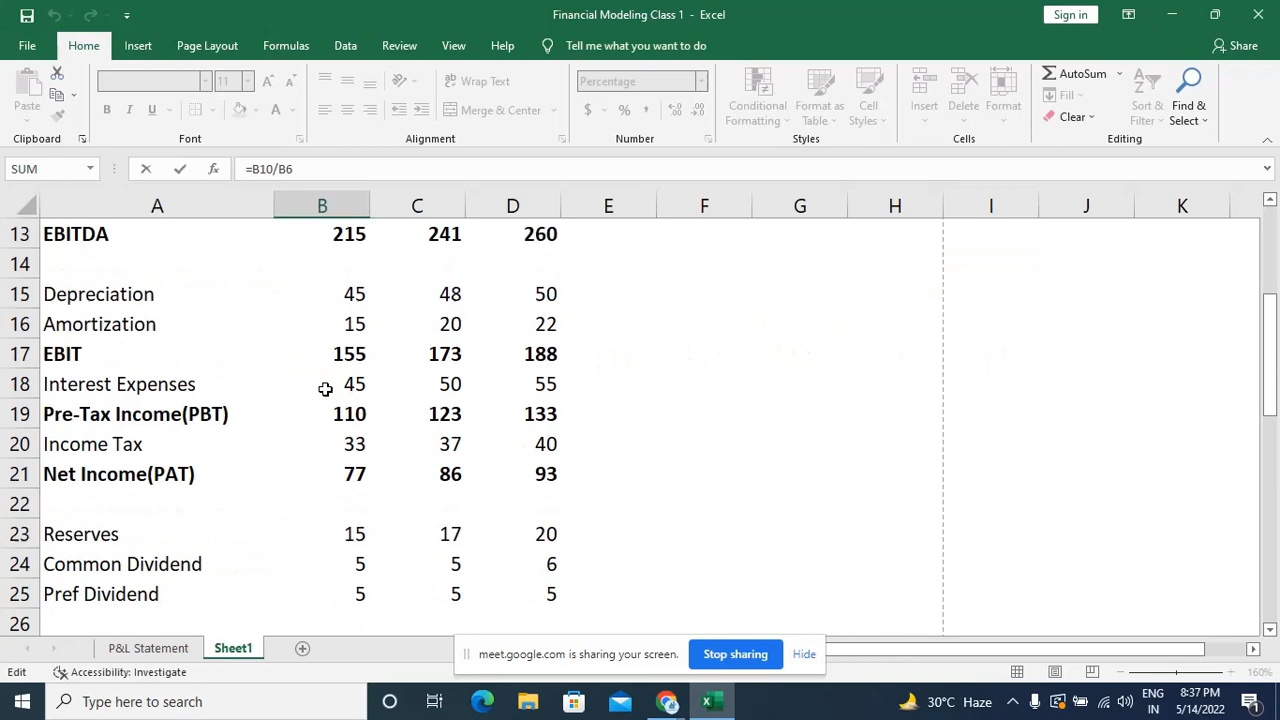 Financial Modeling Class 1 - Excel
Sign in
File Home Insert Page Layout Formulas Data Review View Help Tell me what you want to do Share
Paste
11
Wrap Text
Merge & Center
Percentage
$ % ,
Conditional Formatting
Format as Table
Cell Styles
Insert Delete Format
AutoSum
Fill
Clear
Sort & Filter
Find & Select
Clipboard Font Alignment Number Styles Cells Editing
SUM fx =B10/B6
A B C D E F G H I J K
13 EBITDA 215 241 260
14
15 Depreciation 45 48 50
16 Amortization 15 20 22
17 EBIT 155 173 188
18 Interest Expenses 45 50 55
19 Pre-Tax Income(PBT) 110 123 133
20 Income Tax 33 37 40
21 Net Income(PAT) 77 86 93
22
23 Reserves 15 17 20
24 Common Dividend 5 5 6
25 Pref Dividend 5 5 5
26
P&L Statement Sheet1
meet.google.com is sharing your screen. Stop sharing Hide
Edit Accessibility: Investigate 160%
Type here to search
30°C Haze
ENG
IN
8:37 PM
5/14/2022
1